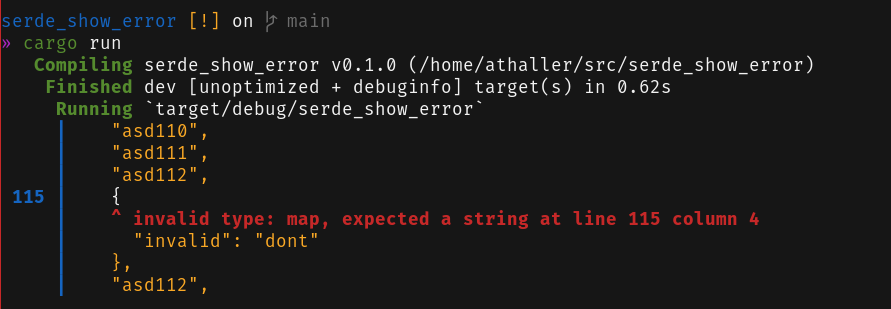 serde_show_error [!] on main
» cargo run
   Compiling serde_show_error v0.1.0 (/home/athaller/src/serde_show_error)
    Finished dev [unoptimized + debuginfo] target(s) in 0.62s
     Running `target/debug/serde_show_error`
"asd110",
"asd111",
"asd112",
115 {
^ invalid type: map, expected a string at line 115 column 4
"invalid": "dont"
},
"asd112",